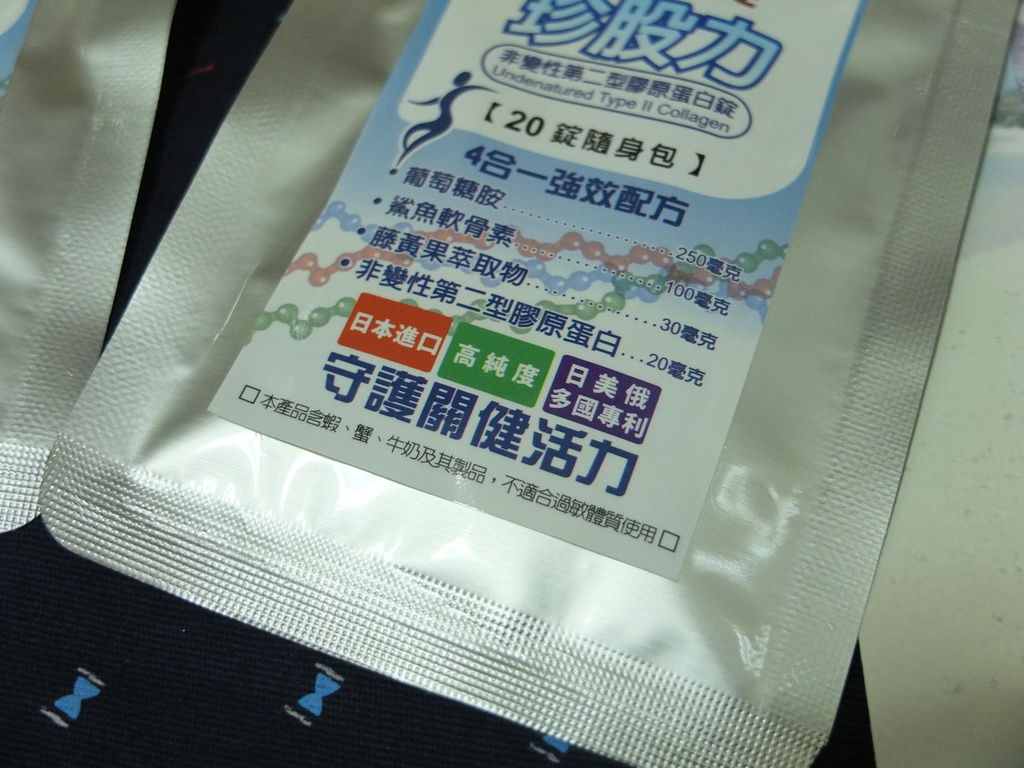 珍股力
非變性第二型膠原蛋白錠
Undenatured Type II Collagen
【20 錠隨身包】
4合一強效配方
•葡萄糖胺..............................250毫克
•鯊魚軟骨素..........................100毫克
•藤黃果萃取物........................30毫克
•非變性第二型膠原蛋白...20毫克
日本進口
高純度
日美俄
多國專利
守護關健活力
□本產品含蝦、蟹、牛奶及其製品，不適合過敏體質使用□